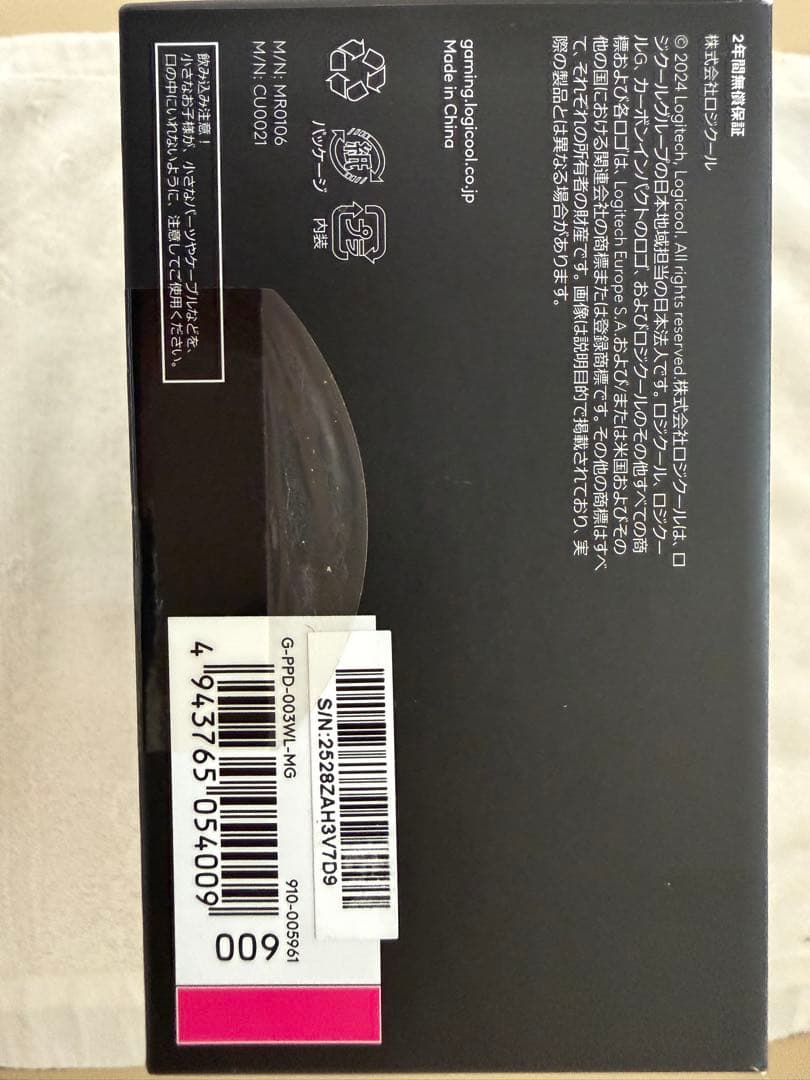 2年間無償保証
株式会社ロジクール
© 2024 Logitech, Logicool. All rights reserved.株式会社ロジクールは、ロ
ジクールグループの日本地域担当の日本法人です。ロジクール、ロジクー
ルG、カーボンインパクトのロゴ、およびロジクールのその他すべての商
標および各ロゴは、Logitech Europe S.A.および/または米国およびその
他の国における関連会社の商標または登録商標です。その他の商標はすべ
て、それぞれの所有者の財産です。画像は説明目的で掲載されており、実
際の製品とは異なる場合があります。
gaming.logicool.co.jp
Made in China
紙
パッケージ
プラ
内装
M/N: MR0106
M/N: CU0021
飲み込み注意！
小さなお子様が、小さなパーツやケーブルなどを、
口の中にいれないように、注意してご使用ください。
S/N:2528ZAH3V7D9
G-PPD-003WL-MG
910-005961
4 943765 054009
600